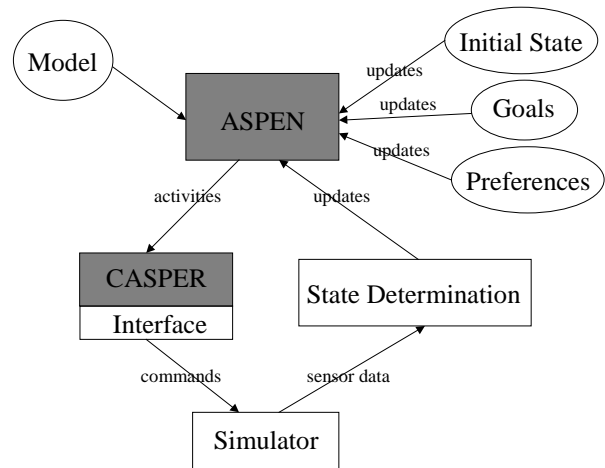 Initial State
Model
updates
updates
Goals
ASPEN
updates
Preferences
activities
updates
CASPER
State Determination
Interface
commands
sensor data
Simulator